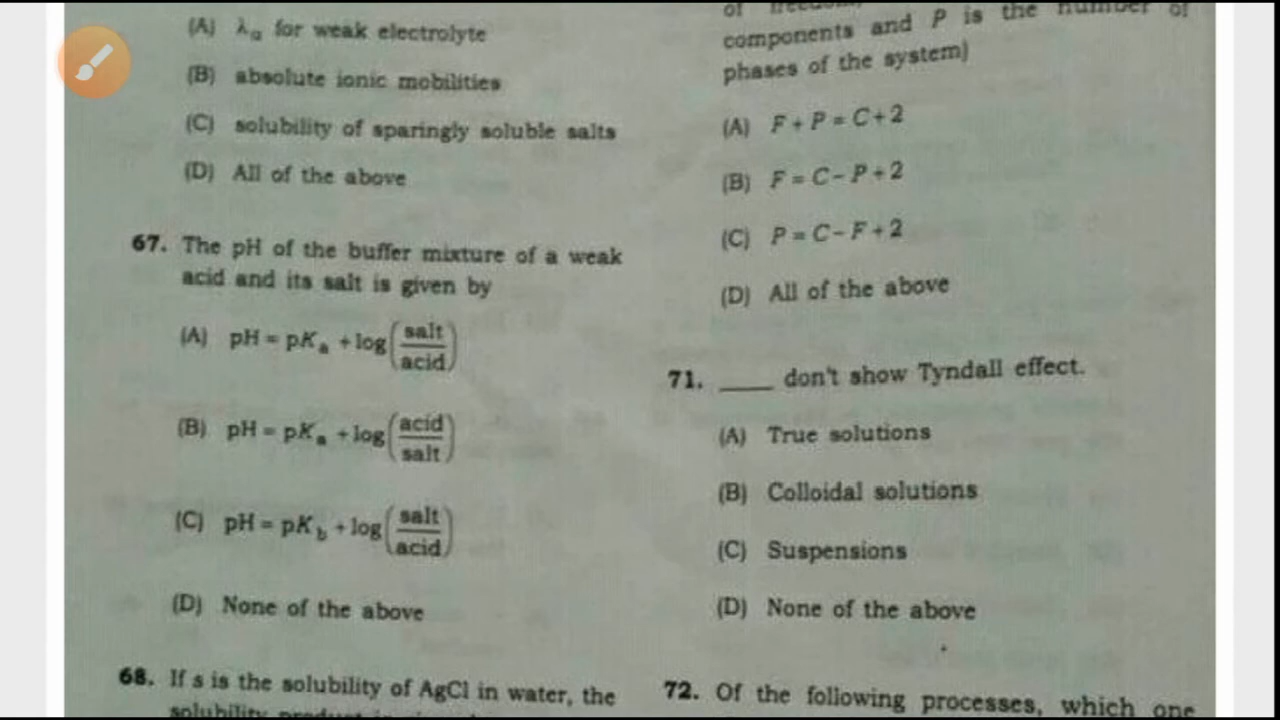 (A) λₐ for weak electrolyte
(B) absolute ionic mobilities
(C) solubility of sparingly soluble salts
(D) All of the above
67. The pH of the buffer mixture of a weak
acid and its salt is given by
(A) pH = pKₐ + log(salt/acid)
(B) pH = pKₐ + log(acid/salt)
(C) pH = pK_b + log(salt/acid)
(D) None of the above
68. If s is the solubility of AgCl in water, the
solubility
of
components and P is the number of
phases of the system)
(A) F + P = C + 2
(B) F = C − P + 2
(C) P = C − F + 2
(D) All of the above
71. ____ don't show Tyndall effect.
(A) True solutions
(B) Colloidal solutions
(C) Suspensions
(D) None of the above
72. Of the following processes, which one